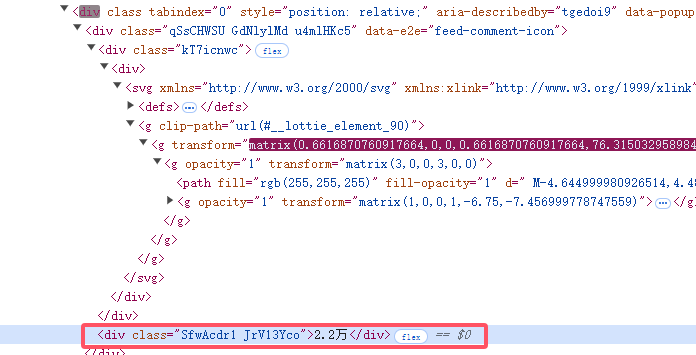 <div class tabindex="0" style="position: relative;" aria-describedby="tgedoi9" data-popup
<div class="qSsCHWSU GdNlylMd u4mlHKc5" data-e2e="feed-comment-icon">
<div class="kT7icnwc"> flex
<div>
<svg xmlns="http://www.w3.org/2000/svg" xmlns:xlink="http://www.w3.org/1999/xlink"
<defs> ⋯ </defs>
<g clip-path="url(#__lottie_element_90)">
<g transform="matrix(0.6616870760917664,0,0,0.6616870760917664,76.315032958984
<g opacity="1" transform="matrix(3,0,0,3,0,0)">
<path fill="rgb(255,255,255)" fill-opacity="1" d=" M-4.644999980926514,4.48
<g opacity="1" transform="matrix(1,0,0,1,-6.75,-7.456999778747559)"> ⋯ </g
</g>
</g>
</g>
</svg>
</div>
</div>
<div class="SfwAcdr1 JrV13Yco">2.2万</div> flex == $0
</div>